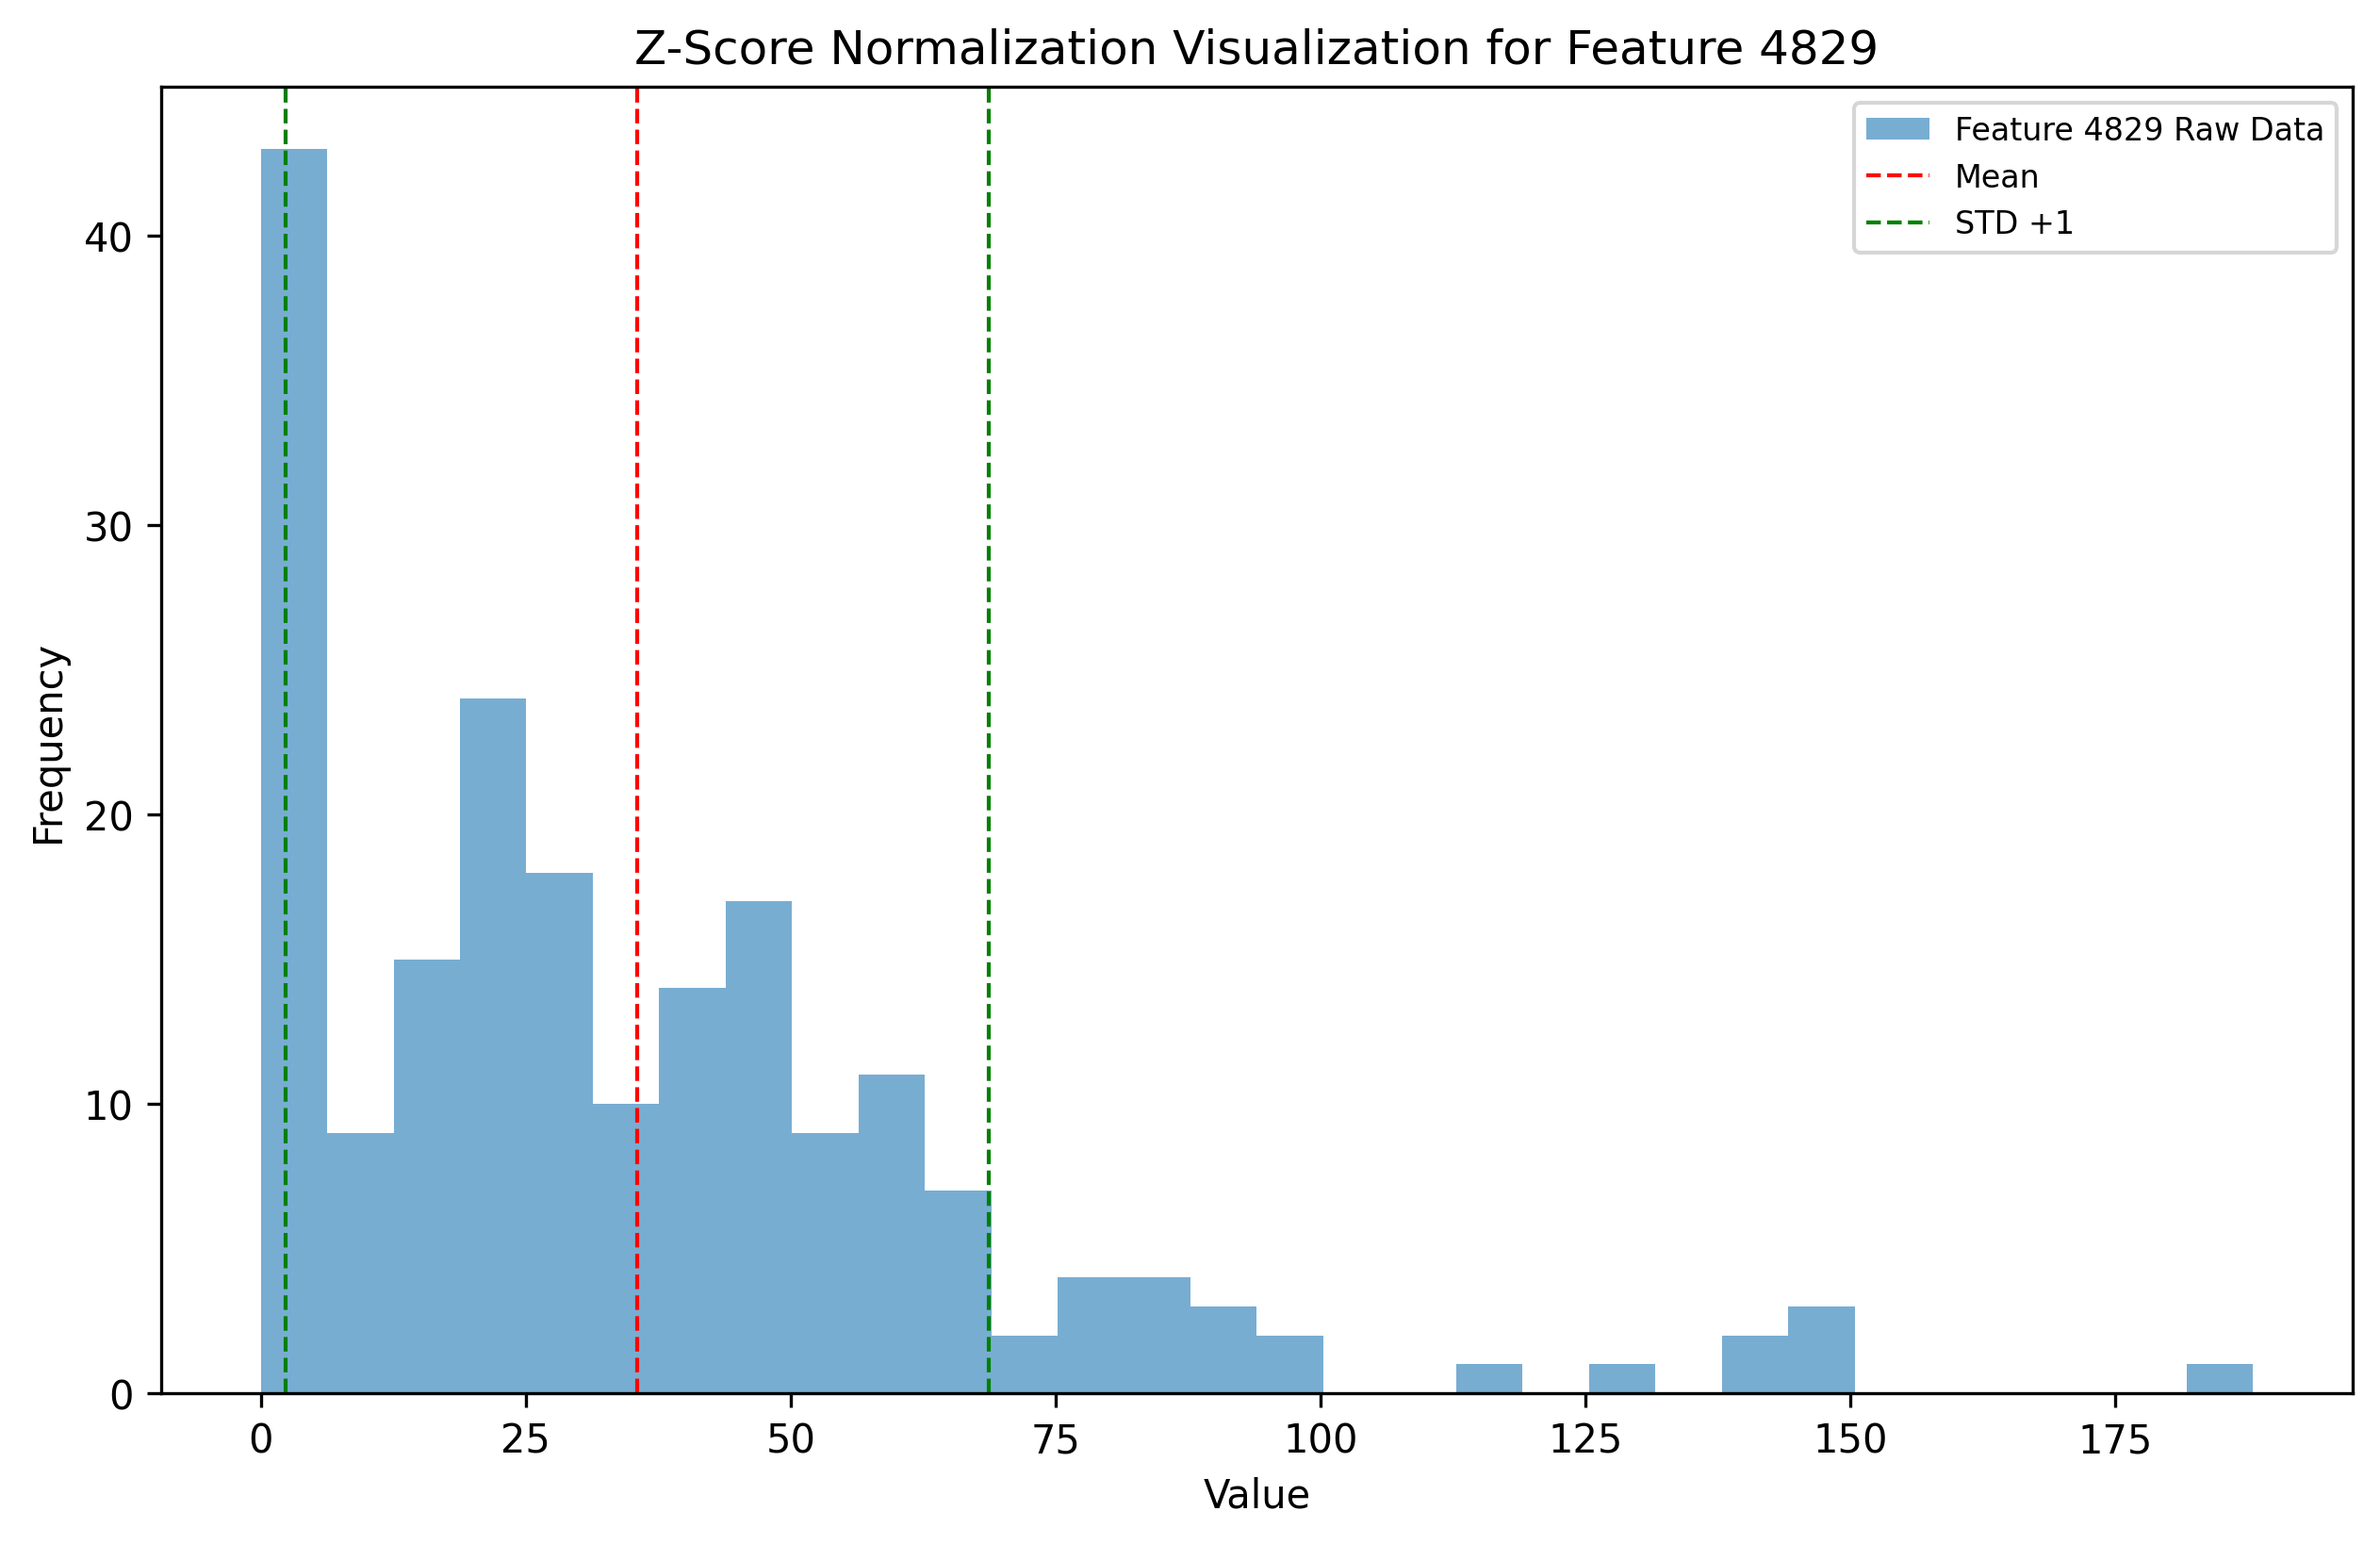 Z-Score Normalization Visualization for Feature 4829
Feature 4829 Raw Data
Mean
STD +1
Frequency
40
30
20
10
0
0 25 50 75 100 125 150 175
Value